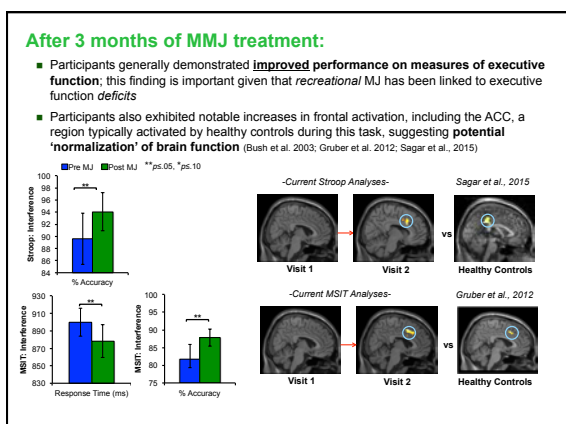 After 3 months of MMJ treatment:
■ Participants generally demonstrated improved performance on measures of executive
function; this finding is important given that recreational MJ has been linked to executive
function deficits
■ Participants also exhibited notable increases in frontal activation, including the ACC, a
region typically activated by healthy controls during this task, suggesting potential
'normalization' of brain function (Bush et al. 2003; Gruber et al. 2012; Sagar et al., 2015)
Pre MJ Post MJ **ps≤.05, *ps≤.10
Stroop: Interference
100
98
96
94
92
90
88
86
84
**
% Accuracy
-Current Stroop Analyses- Sagar et al., 2015
vs
Visit 1 Visit 2 Healthy Controls
MSIT: Interference
930
910
890
870
850
830
**
Response Time (ms)
MSIT: Interference
100
95
90
85
80
75
**
% Accuracy
-Current MSIT Analyses- Gruber et al., 2012
vs
Visit 1 Visit 2 Healthy Controls